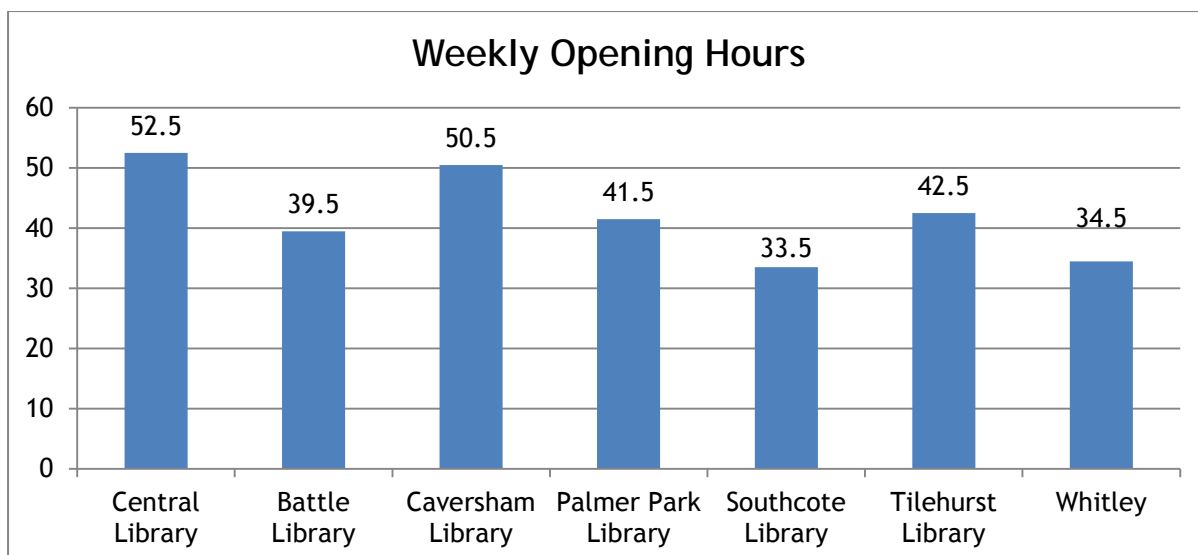 Weekly Opening Hours
60
50
40
30
20
10
0
52.5
39.5
50.5
41.5
33.5
42.5
34.5
Central
Library
Battle
Library
Caversham
Library
Palmer Park
Library
Southcote
Library
Tilehurst
Library
Whitley